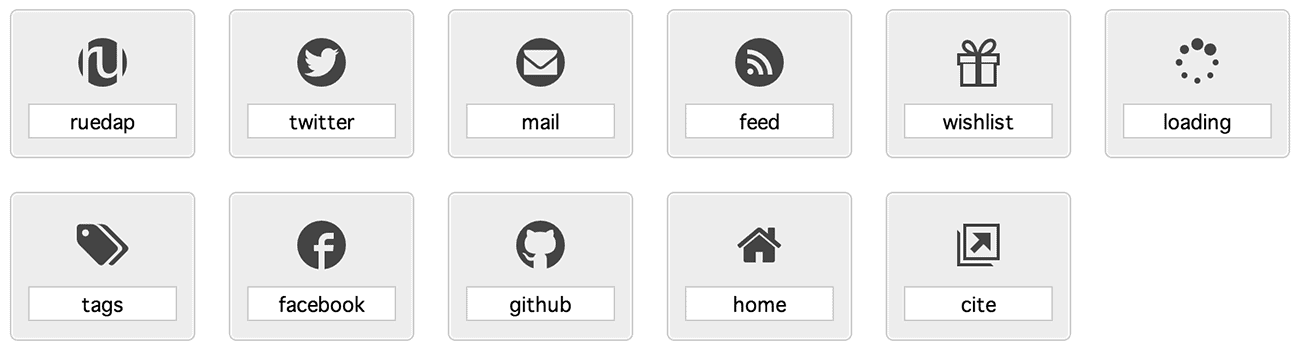 ruedap
twitter
mail
feed
wishlist
loading
tags
facebook
github
home
cite